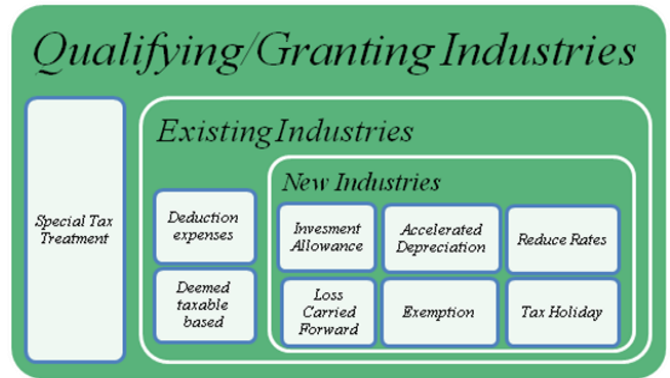 Qualifying/Granting Industries
Special Tax
Treatment
Existing Industries
Deduction
expenses
Deemed
taxable
based
New Industries
Invesment
Allowance
Accelerated
Depreciation
Reduce Rates
Loss
Carried
Forward
Exemption
Tax Holiday